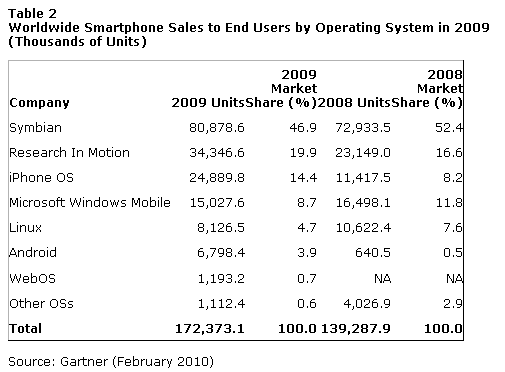 Table 2
Worldwide Smartphone Sales to End Users by Operating System in 2009
(Thousands of Units)
2009 2008
Market Market
Company 2009 Units Share (%) 2008 Units Share (%)
Symbian 80,878.6 46.9 72,933.5 52.4
Research In Motion 34,346.6 19.9 23,149.0 16.6
iPhone OS 24,889.8 14.4 11,417.5 8.2
Microsoft Windows Mobile 15,027.6 8.7 16,498.1 11.8
Linux 8,126.5 4.7 10,622.4 7.6
Android 6,798.4 3.9 640.5 0.5
WebOS 1,193.2 0.7 NA NA
Other OSs 1,112.4 0.6 4,026.9 2.9
Total 172,373.1 100.0 139,287.9 100.0
Source: Gartner (February 2010)